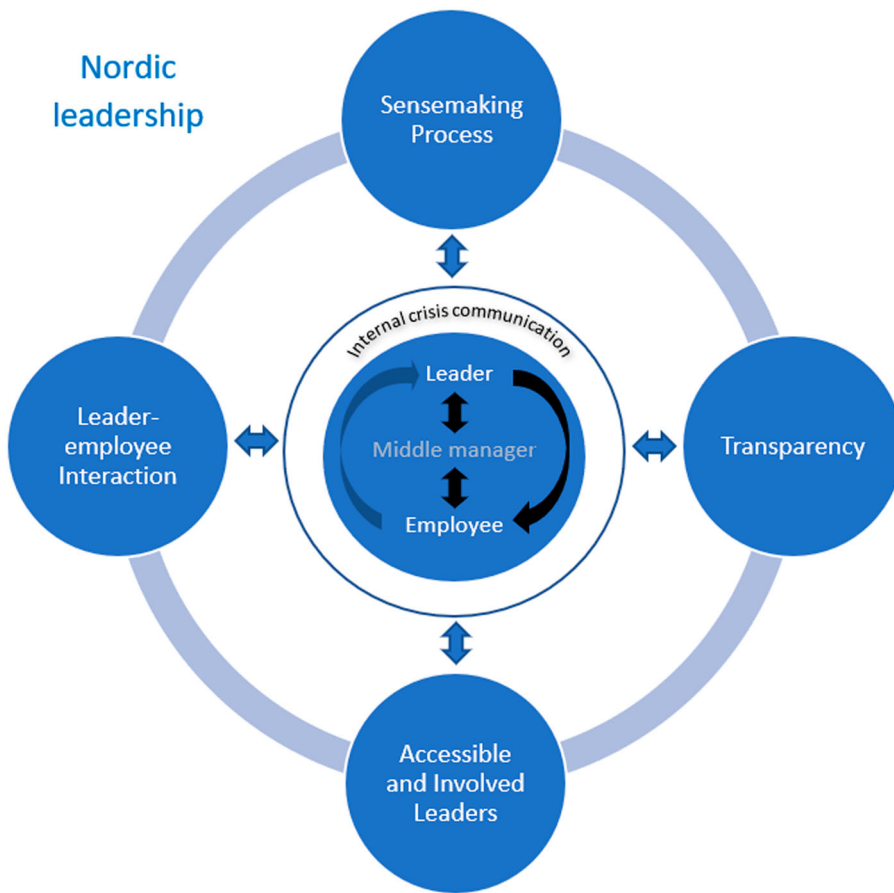 Nordic
leadership
Sensemaking
Process
Internal crisis communication
Leader
Middle manager
Employee
Leader-
employee
Interaction
Transparency
Accessible
and Involved
Leaders